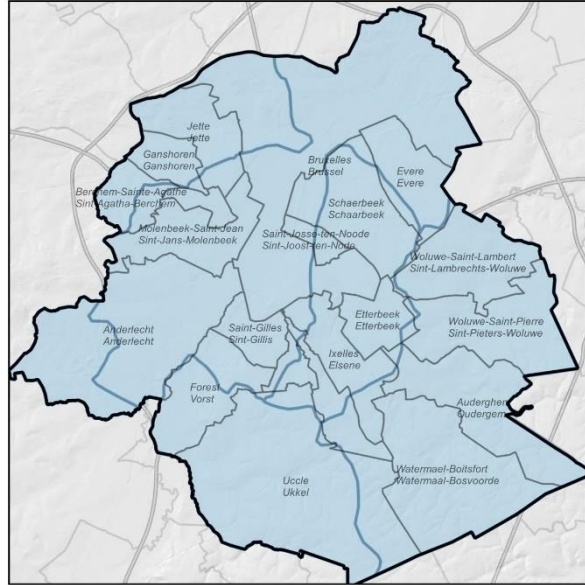 Jette
Jette
Ganshoren
Ganshoren
Bruxelles
Brussel
Evere
Evere
Berchem-Sainte-Agathe
Sint-Agatha-Berchem
Schaerbeek
Schaarbeek
Molenbeek-Saint-Jean
Sint-Jans-Molenbeek
Saint-Josse-ten-Noode
Sint-Joost-ten-Node
Woluwe-Saint-Lambert
Sint-Lambrechts-Woluwe
Anderlecht
Anderlecht
Saint-Gilles
Sint-Gillis
Etterbeek
Etterbeek
Woluwe-Saint-Pierre
Sint-Pieters-Woluwe
Ixelles
Elsene
Forest
Vorst
Auderghem
Oudergem
Uccle
Ukkel
Watermael-Boitsfort
Watermaal-Bosvoorde